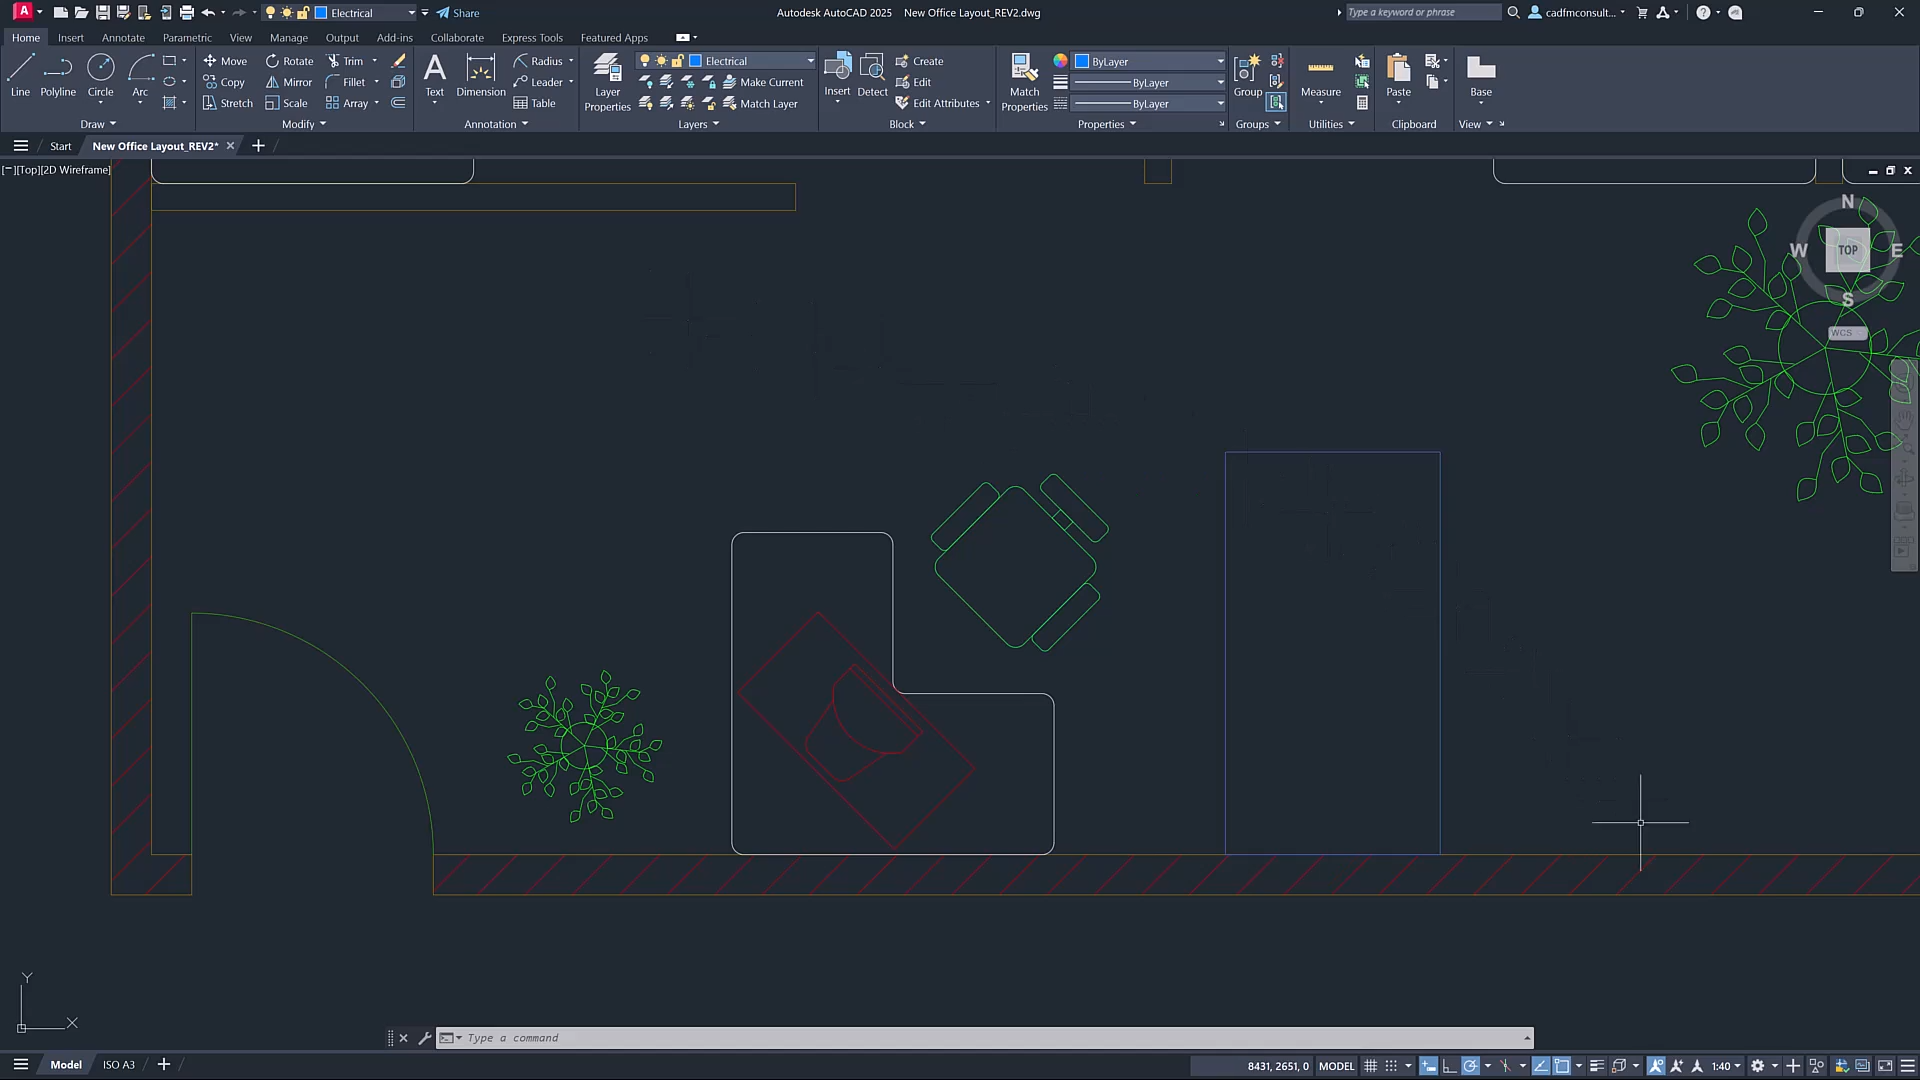 A Electrical Share Autodesk AutoCAD 2025 New Office Layout_REV2.dwg Type a keyword or phrase cadfmconsult...
Home Insert Annotate Parametric View Manage Output Add-ins Collaborate Express Tools Featured Apps
Line Polyline Circle Arc
Move Rotate Trim
Copy Mirror Fillet
Stretch Scale Array
Text Dimension
Radius
Leader
Table
Layer Properties
Electrical
Make Current
Match Layer
Insert Detect
Create
Edit
Edit Attributes
Match Properties
ByLayer
ByLayer
ByLayer
Group Measure Paste Base
Draw Modify Annotation Layers Block Properties Groups Utilities Clipboard View
Start New Office Layout_REV2*
[−][Top][2D Wireframe]
N
W TOP E
S
WCS
Y
X
Type a command
Model ISO A3 8431, 2651, 0 MODEL 1:40